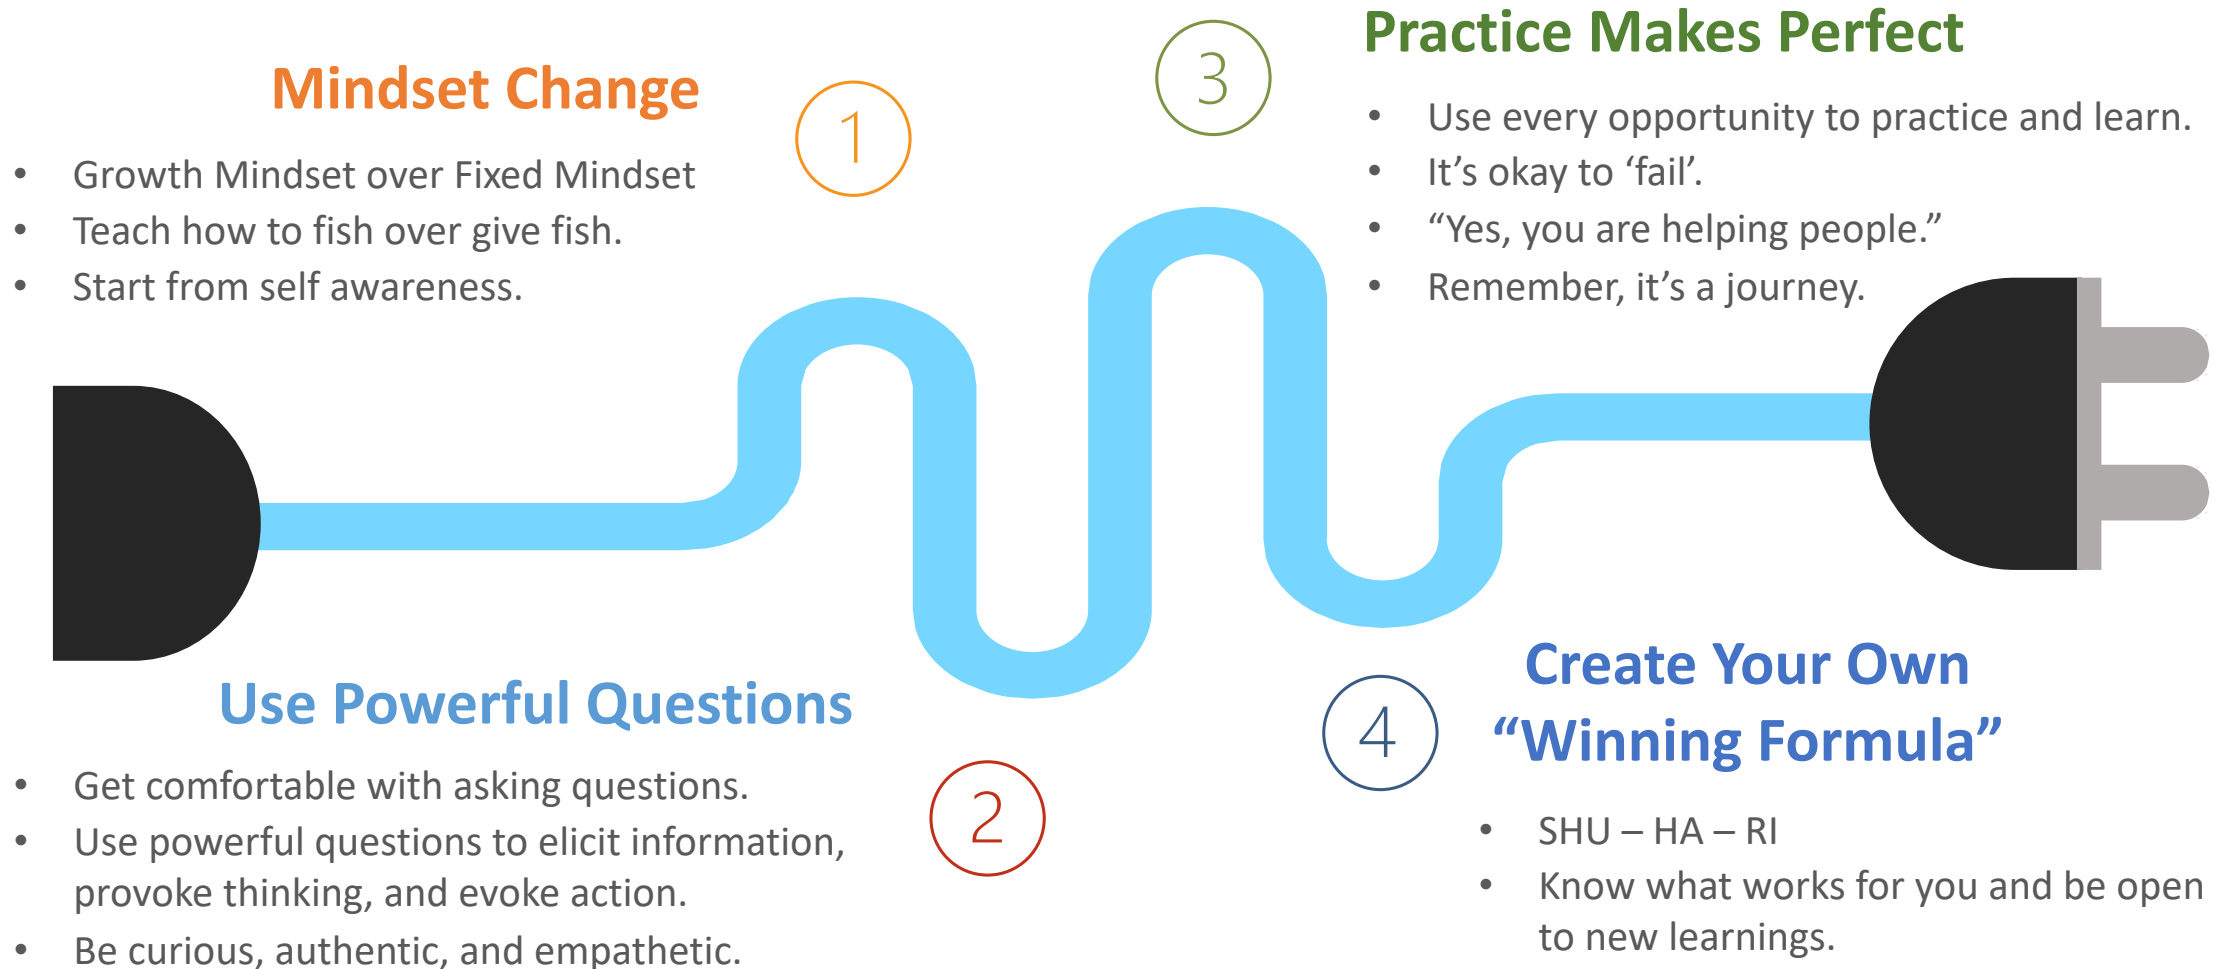 Mindset Change
1
• Growth Mindset over Fixed Mindset
• Teach how to fish over give fish.
• Start from self awareness.
Use Powerful Questions
2
• Get comfortable with asking questions.
• Use powerful questions to elicit information,
provoke thinking, and evoke action.
• Be curious, authentic, and empathetic.
3
Practice Makes Perfect
• Use every opportunity to practice and learn.
• It’s okay to ‘fail’.
• “Yes, you are helping people.”
• Remember, it’s a journey.
4
Create Your Own
“Winning Formula”
• SHU – HA – RI
• Know what works for you and be open
to new learnings.